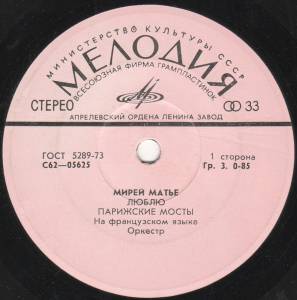 МИНИСТЕРСТВО КУЛЬТУРЫ СССР
МЕЛОДИЯ
ВСЕСОЮЗНАЯ ФИРМА ГРАМПЛАСТИНОК
СТЕРЕО
33
АПРЕЛЕВСКИЙ ОРДЕНА ЛЕНИНА ЗАВОД
ГОСТ 5289-73
С62—05625
1 сторона
Гр. 3. 0-85
МИРЕЙ МАТЬЕ
ЛЮБЛЮ
ПАРИЖСКИЕ МОСТЫ
На французском языке
Оркестр